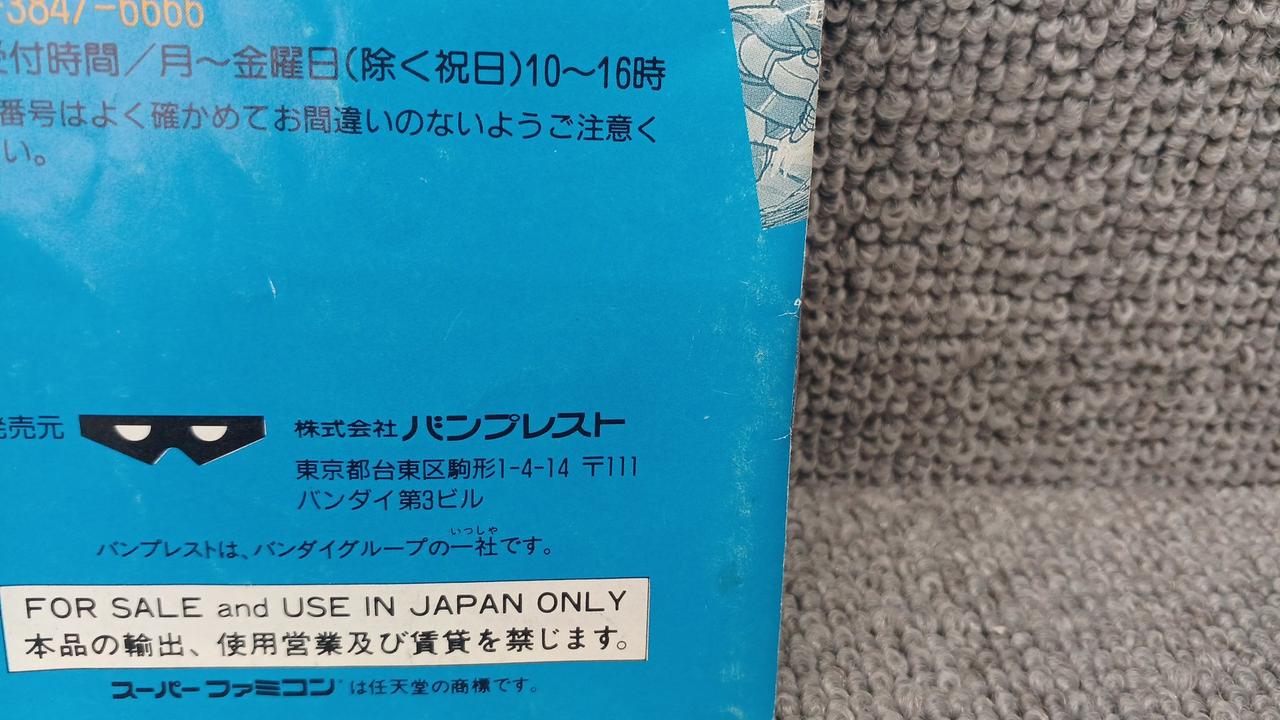 3847-6666
受付時間／月～金曜日(除く祝日)10～16時
番号はよく確かめてお間違いのないようご注意く
い。
発売元
株式会社バンプレスト
東京都台東区駒形1-4-14 〒111
バンダイ第3ビル
いっしゃ
バンプレストは、バンダイグループの一社です。
FOR SALE and USE IN JAPAN ONLY
本品の輸出、使用営業及び賃貸を禁じます。
スーパーファミコン は任天堂の商標です。